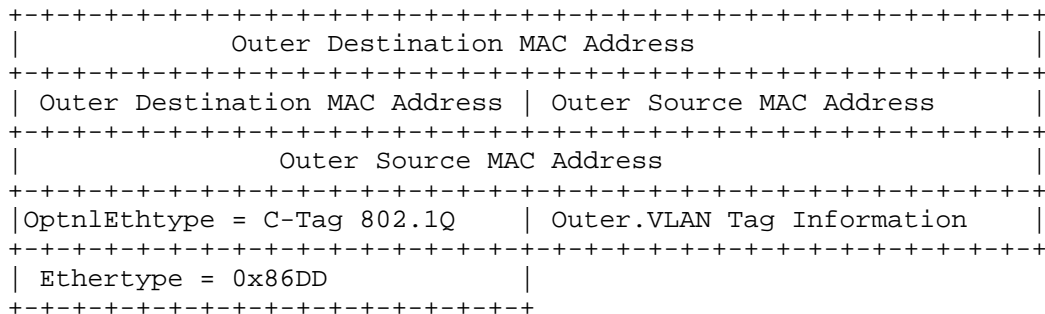 +-+-+-+-+-+-+-+-+-+-+-+-+-+-+-+-+-+-+-+-+-+-+-+-+-+-+-+-+-+-+-+-+
| Outer Destination MAC Address |
+-+-+-+-+-+-+-+-+-+-+-+-+-+-+-+-+-+-+-+-+-+-+-+-+-+-+-+-+-+-+-+-+
| Outer Destination MAC Address | Outer Source MAC Address |
+-+-+-+-+-+-+-+-+-+-+-+-+-+-+-+-+-+-+-+-+-+-+-+-+-+-+-+-+-+-+-+-+
| Outer Source MAC Address |
+-+-+-+-+-+-+-+-+-+-+-+-+-+-+-+-+-+-+-+-+-+-+-+-+-+-+-+-+-+-+-+-+
|OptnlEthtype = C-Tag 802.1Q | Outer.VLAN Tag Information |
+-+-+-+-+-+-+-+-+-+-+-+-+-+-+-+-+-+-+-+-+-+-+-+-+-+-+-+-+-+-+-+-+
| Ethertype = 0x86DD |
+-+-+-+-+-+-+-+-+-+-+-+-+-+-+-+-+